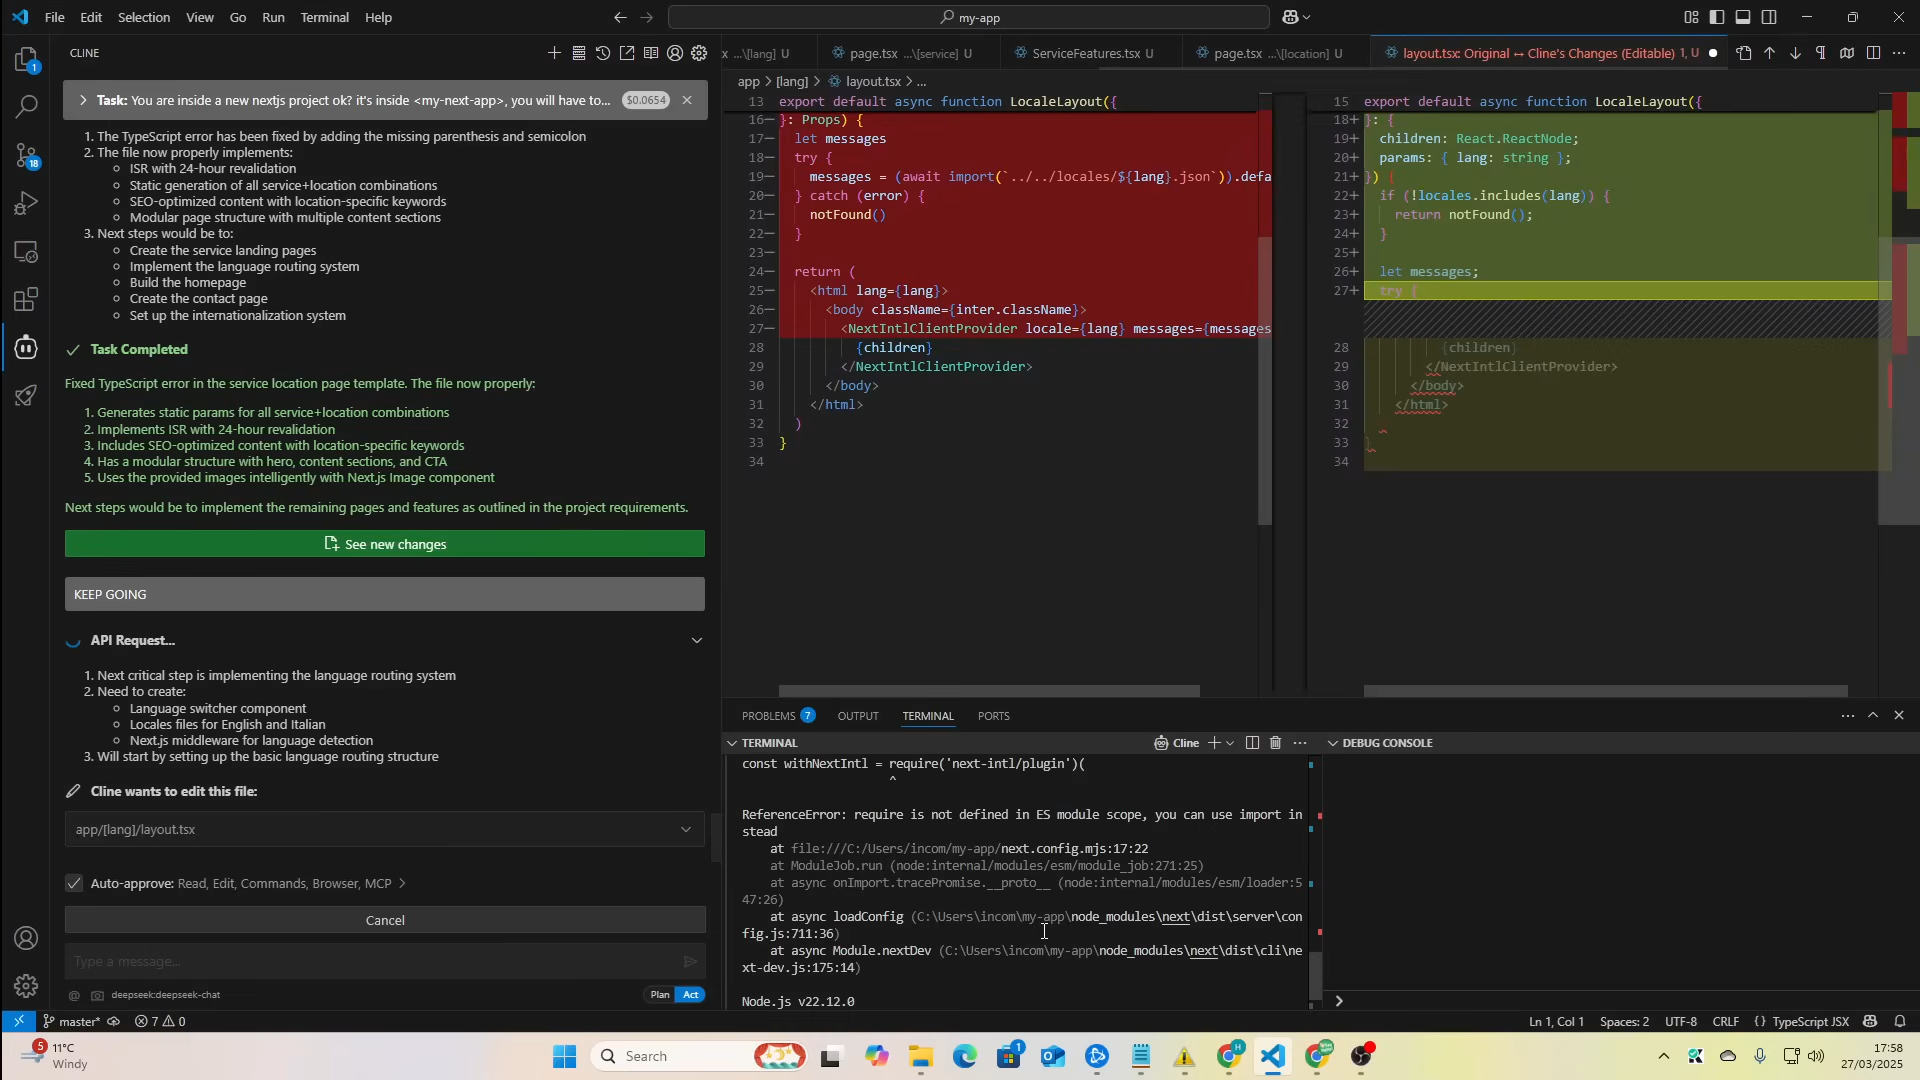 File Edit Selection View Go Run Terminal Help
my-app
CLINE
Task: You are inside a new nextjs project ok? it's inside <my-next-app>, you will have to... $0.0654
1. The TypeScript error has been fixed by adding the missing parenthesis and semicolon
2. The file now properly implements:
ISR with 24-hour revalidation
Static generation of all service+location combinations
SEO-optimized content with location-specific keywords
Modular page structure with multiple content sections
3. Next steps would be to:
Create the service landing pages
Implement the language routing system
Build the homepage
Create the contact page
Set up the internationalization system
Task Completed
Fixed TypeScript error in the service location page template. The file now properly:
1. Generates static params for all service+location combinations
2. Implements ISR with 24-hour revalidation
3. Includes SEO-optimized content with location-specific keywords
4. Has a modular structure with hero, content sections, and CTA
5. Uses the provided images intelligently with Next.js Image component
Next steps would be to implement the remaining pages and features as outlined in the project requirements.
See new changes
KEEP GOING
API Request...
1. Next critical step is implementing the language routing system
2. Need to create:
Language switcher component
Locales files for English and Italian
Next.js middleware for language detection
3. Will start by setting up the basic language routing structure
Cline wants to edit this file:
app/[lang]/layout.tsx
Auto-approve: Read, Edit, Commands, Browser, MCP
Cancel
Type a message...
@ deepseek:deepseek-chat
Plan Act
x ...\[lang] U page.tsx ...\[service] U ServiceFeatures.tsx U page.tsx ...\[location] U layout.tsx: Original ↔ Cline's Changes (Editable) 1, U
app > [lang] > layout.tsx > ...
13 export default async function LocaleLayout({
16− }: Props) {
17− let messages
18− try {
19− messages = (await import(`../../locales/${lang}.json`)).defa
20− } catch (error) {
21− notFound()
22− }
23−
24− return (
25− <html lang={lang}>
26− <body className={inter.className}>
27− <NextIntlClientProvider locale={lang} messages={messages
28 {children}
29 </NextIntlClientProvider>
30 </body>
31 </html>
32 )
33 }
34
15 export default async function LocaleLayout({
18+ }: {
19+ children: React.ReactNode;
20+ params: { lang: string };
21+ }) {
22+ if (!locales.includes(lang)) {
23+ return notFound();
24+ }
25+
26+ let messages;
27+ try {
28 {children}
29 </NextIntlClientProvider>
30 </body>
31 </html>
32
33 }
34
PROBLEMS 7 OUTPUT TERMINAL PORTS
TERMINAL Cline
const withNextIntl = require('next-intl/plugin')(
^
ReferenceError: require is not defined in ES module scope, you can use import in
stead
at file:///C:/Users/incom/my-app/next.config.mjs:17:22
at ModuleJob.run (node:internal/modules/esm/module_job:271:25)
at async onImport.tracePromise.__proto__ (node:internal/modules/esm/loader:5
47:26)
at async loadConfig (C:\Users\incom\my-app\node_modules\next\dist\server\con
fig.js:711:36)
at async Module.nextDev (C:\Users\incom\my-app\node_modules\next\dist\cli\ne
xt-dev.js:175:14)
Node.js v22.12.0
DEBUG CONSOLE
1
18
master* 7 0
Ln 1, Col 1 Spaces: 2 UTF-8 CRLF {} TypeScript JSX
5 11°C
Windy
Search
17:58
27/03/2025